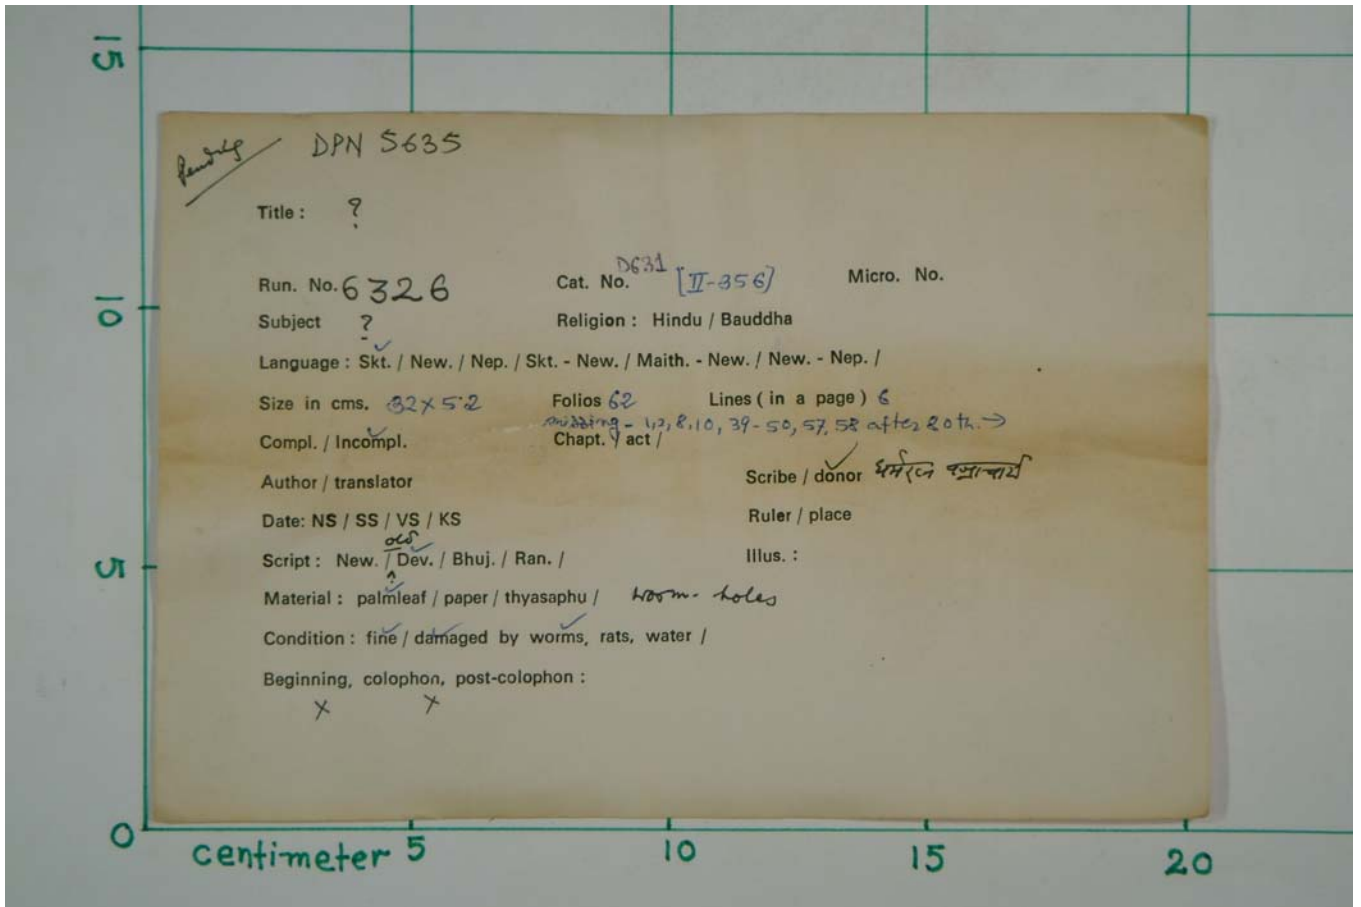 15
Pending DPN 5635
Title : ?
D631
Run. No. 6326 Cat. No. [II-356] Micro. No.
10
Subject ? Religion : Hindu / Bauddha
Language : Skt. / New. / Nep. / Skt. - New. / Maith. - New. / New. - Nep. /
Size in cms. 32×5.2 Folios 62 Lines ( in a page ) 6
missing - 1,2,8,10, 39-50, 57, 58 after 80th. →
Compl. / Incompl. Chapt. / act /
Author / translator Scribe / donor धर्मरत्न वज्राचार्य
Date: NS / SS / VS / KS Ruler / place
old
5
Script : New. / Dev. / Bhuj. / Ran. / Illus. :
?
Material : palmleaf / paper / thyasaphu / worm-holes
Condition : fine / damaged by worms, rats, water /
Beginning, colophon, post-colophon :
× ×
0
centimeter 5 10 15 20